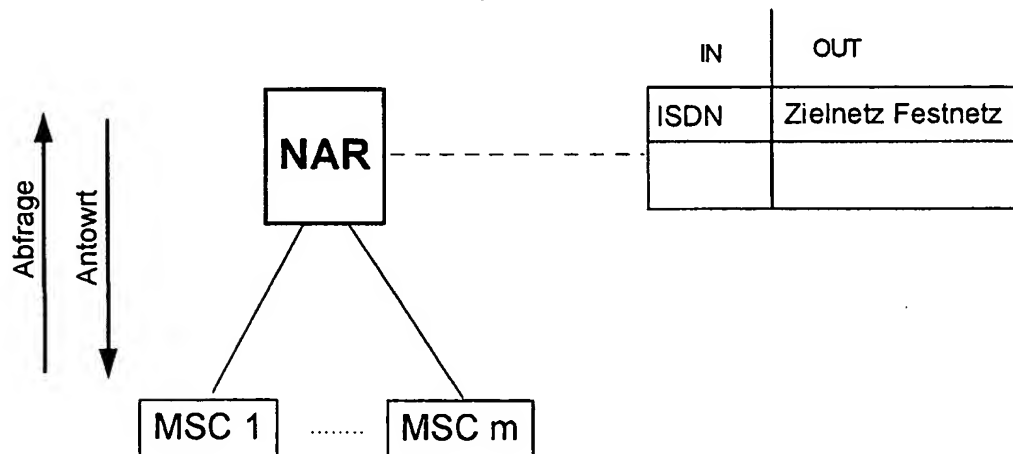 IN OUT
ISDN Zielnetz Festnetz
NAR
Abfrage
Antowrt
MSC 1 ........ MSC m